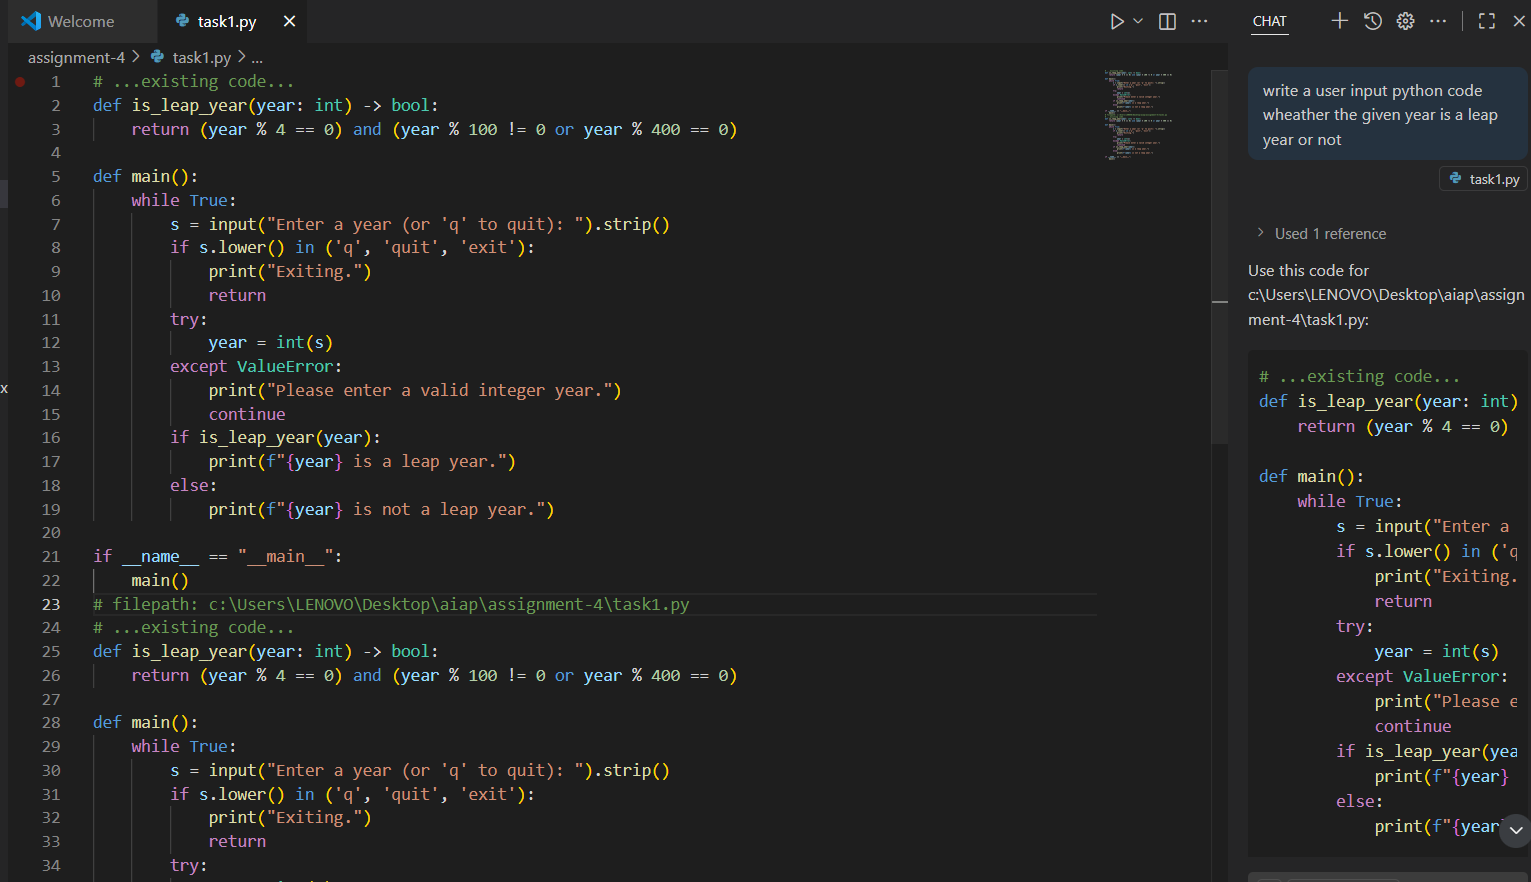 Welcome
task1.py
CHAT
assignment-4 > task1.py > ...
1 # ...existing code...
2 def is_leap_year(year: int) -> bool:
3     return (year % 4 == 0) and (year % 100 != 0 or year % 400 == 0)
4
5 def main():
6     while True:
7         s = input("Enter a year (or 'q' to quit): ").strip()
8         if s.lower() in ('q', 'quit', 'exit'):
9             print("Exiting.")
10             return
11         try:
12             year = int(s)
13         except ValueError:
14             print("Please enter a valid integer year.")
15             continue
16         if is_leap_year(year):
17             print(f"{year} is a leap year.")
18         else:
19             print(f"{year} is not a leap year.")
20
21 if __name__ == "__main__":
22     main()
23 # filepath: c:\Users\LENOVO\Desktop\aiap\assignment-4\task1.py
24 # ...existing code...
25 def is_leap_year(year: int) -> bool:
26     return (year % 4 == 0) and (year % 100 != 0 or year % 400 == 0)
27
28 def main():
29     while True:
30         s = input("Enter a year (or 'q' to quit): ").strip()
31         if s.lower() in ('q', 'quit', 'exit'):
32             print("Exiting.")
33             return
34         try:
x
write a user input python code
wheather the given year is a leap
year or not
task1.py
> Used 1 reference
Use this code for
c:\Users\LENOVO\Desktop\aiap\assign
ment-4\task1.py:
# ...existing code...
def is_leap_year(year: int)
    return (year % 4 == 0)
def main():
    while True:
        s = input("Enter a
        if s.lower() in ('q
            print("Exiting.
            return
        try:
            year = int(s)
        except ValueError:
            print("Please e
            continue
        if is_leap_year(yea
            print(f"{year}
        else:
            print(f"{year